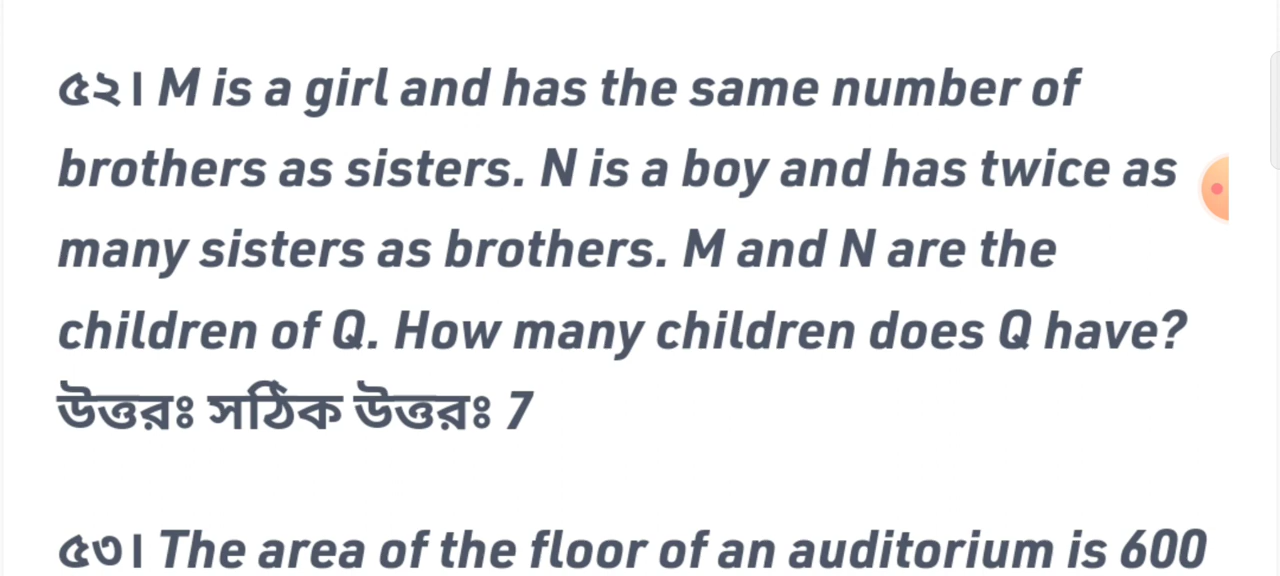 ৫২। M is a girl and has the same number of
brothers as sisters. N is a boy and has twice as
many sisters as brothers. M and N are the
children of Q. How many children does Q have?
উত্তরঃ সঠিক উত্তরঃ 7
৫৩। The area of the floor of an auditorium is 600